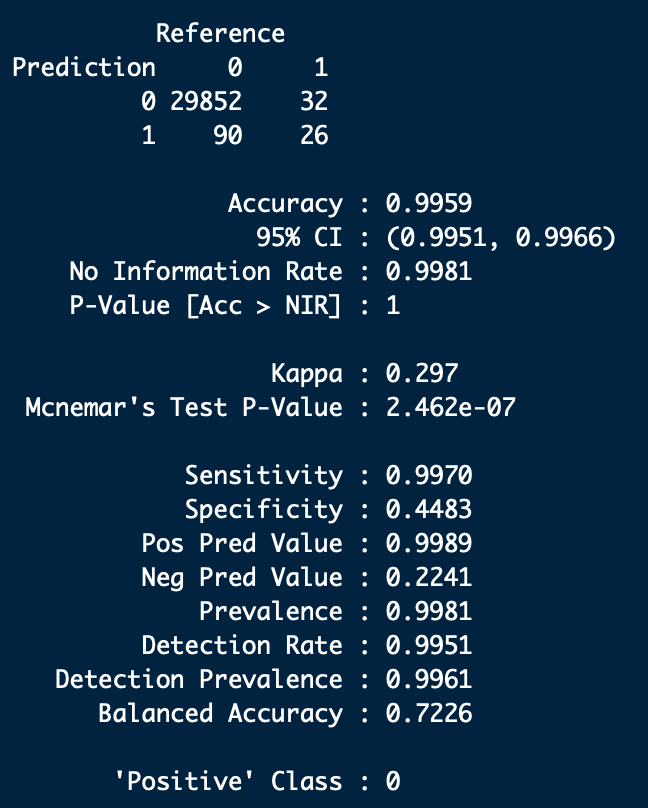 Reference
Prediction 0 1
0 29852 32
1 90 26
Accuracy : 0.9959
95% CI : (0.9951, 0.9966)
No Information Rate : 0.9981
P-Value [Acc > NIR] : 1
Kappa : 0.297
Mcnemar's Test P-Value : 2.462e-07
Sensitivity : 0.9970
Specificity : 0.4483
Pos Pred Value : 0.9989
Neg Pred Value : 0.2241
Prevalence : 0.9981
Detection Rate : 0.9951
Detection Prevalence : 0.9961
Balanced Accuracy : 0.7226
'Positive' Class : 0